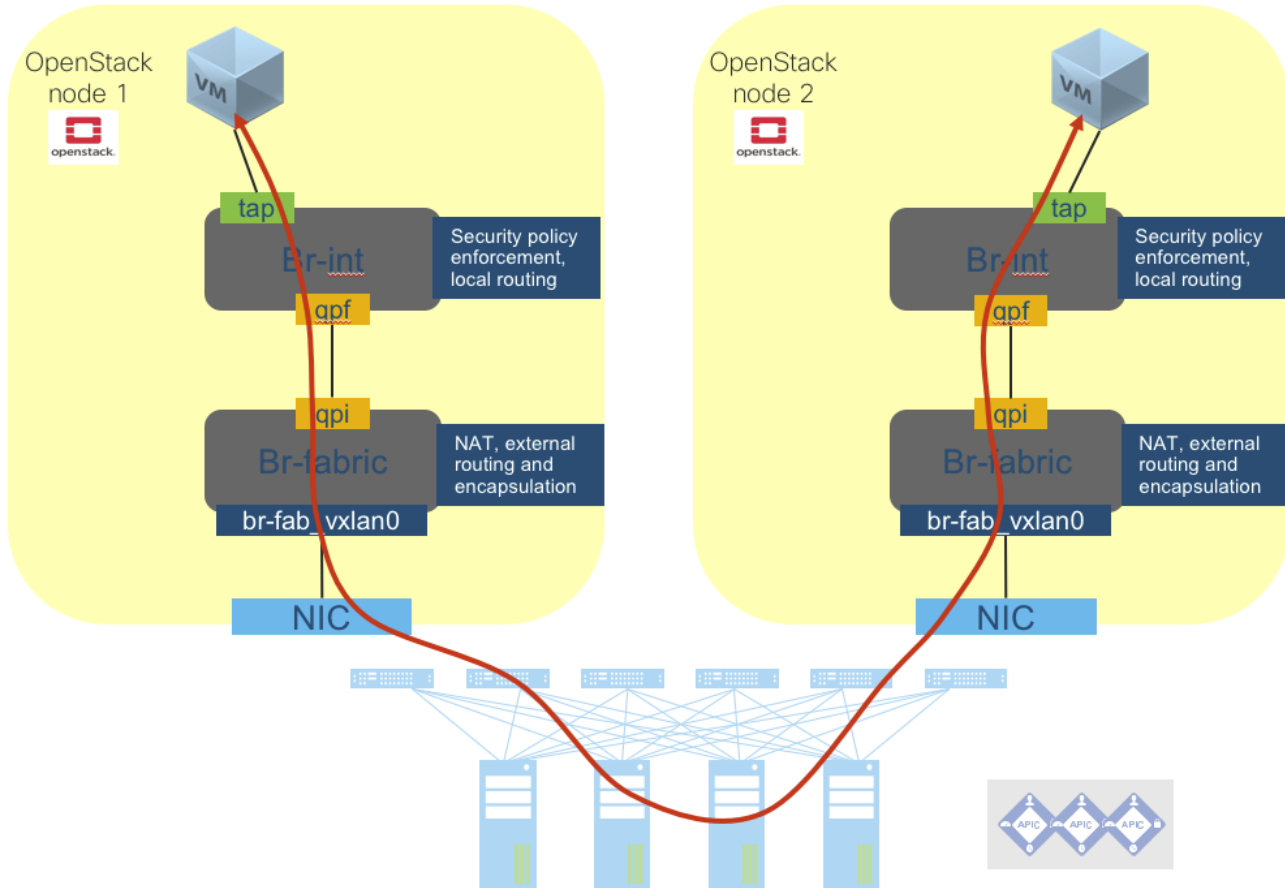 OpenStack
node 1
openstack.
VM
tap
Br-int
Security policy
enforcement,
local routing
qpf
qpi
Br-fabric
NAT, external
routing and
encapsulation
br-fab_vxlan0
NIC
OpenStack
node 2
openstack.
VM
tap
Br-int
Security policy
enforcement,
local routing
qpf
qpi
Br-fabric
NAT, external
routing and
encapsulation
br-fab_vxlan0
NIC
APIC
APIC
APIC